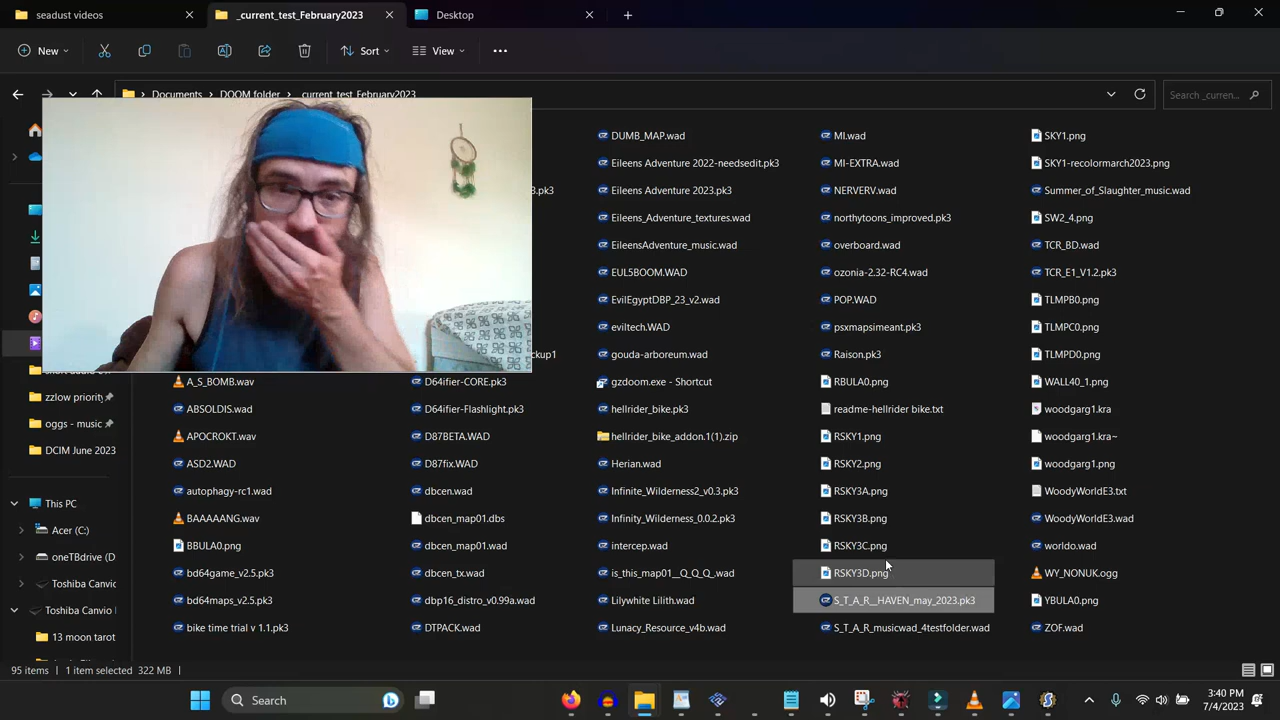 seadust videos
_current_test_February2023
Desktop
New
Sort
View
Documents
DOOM folder
current_test_February2023
Search _curren...
.pk3
ckup1
A_S_BOMB.wav
ABSOLDIS.wad
APOCROKT.wav
ASD2.WAD
autophagy-rc1.wad
BAAAAANG.wav
BBULA0.png
bd64game_v2.5.pk3
bd64maps_v2.5.pk3
bike time trial v 1.1.pk3
D64ifier-CORE.pk3
D64ifier-Flashlight.pk3
D87BETA.WAD
D87fix.WAD
dbcen.wad
dbcen_map01.dbs
dbcen_map01.wad
dbcen_tx.wad
dbp16_distro_v0.99a.wad
DTPACK.wad
DUMB_MAP.wad
Eileens Adventure 2022-needsedit.pk3
Eileens Adventure 2023.pk3
Eileens_Adventure_textures.wad
EileensAdventure_music.wad
EUL5BOOM.WAD
EvilEgyptDBP_23_v2.wad
eviltech.WAD
gouda-arboreum.wad
gzdoom.exe - Shortcut
hellrider_bike.pk3
hellrider_bike_addon.1(1).zip
Herian.wad
Infinite_Wilderness2_v0.3.pk3
Infinity_Wilderness_0.0.2.pk3
intercep.wad
is_this_map01__Q_Q_Q_.wad
Lilywhite Lilith.wad
Lunacy_Resource_v4b.wad
MI.wad
MI-EXTRA.wad
NERVERV.wad
northytoons_improved.pk3
overboard.wad
ozonia-2.32-RC4.wad
POP.WAD
psxmapsimeant.pk3
Raison.pk3
RBULA0.png
readme-hellrider bike.txt
RSKY1.png
RSKY2.png
RSKY3A.png
RSKY3B.png
RSKY3C.png
RSKY3D.png
S_T_A_R__HAVEN_may_2023.pk3
S_T_A_R_musicwad_4testfolder.wad
SKY1.png
SKY1-recolormarch2023.png
Summer_of_Slaughter_music.wad
SW2_4.png
TCR_BD.wad
TCR_E1_V1.2.pk3
TLMPB0.png
TLMPC0.png
TLMPD0.png
WALL40_1.png
woodgarg1.kra
woodgarg1.kra~
woodgarg1.png
WoodyWorldE3.txt
WoodyWorldE3.wad
worldo.wad
WY_NONUK.ogg
YBULA0.png
ZOF.wad
zzlow priority
oggs - music
DCIM June 2023
This PC
Acer (C:)
oneTBdrive (D
Toshiba Canvic
Toshiba Canvio
13 moon tarot
95 items
1 item selected 322 MB
Search
3:40 PM
7/4/2023